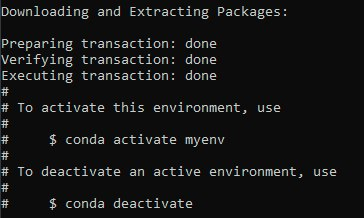 Downloading and Extracting Packages:
Preparing transaction: done
Verifying transaction: done
Executing transaction: done
#
# To activate this environment, use
#
#     $ conda activate myenv
#
# To deactivate an active environment, use
#
#     $ conda deactivate